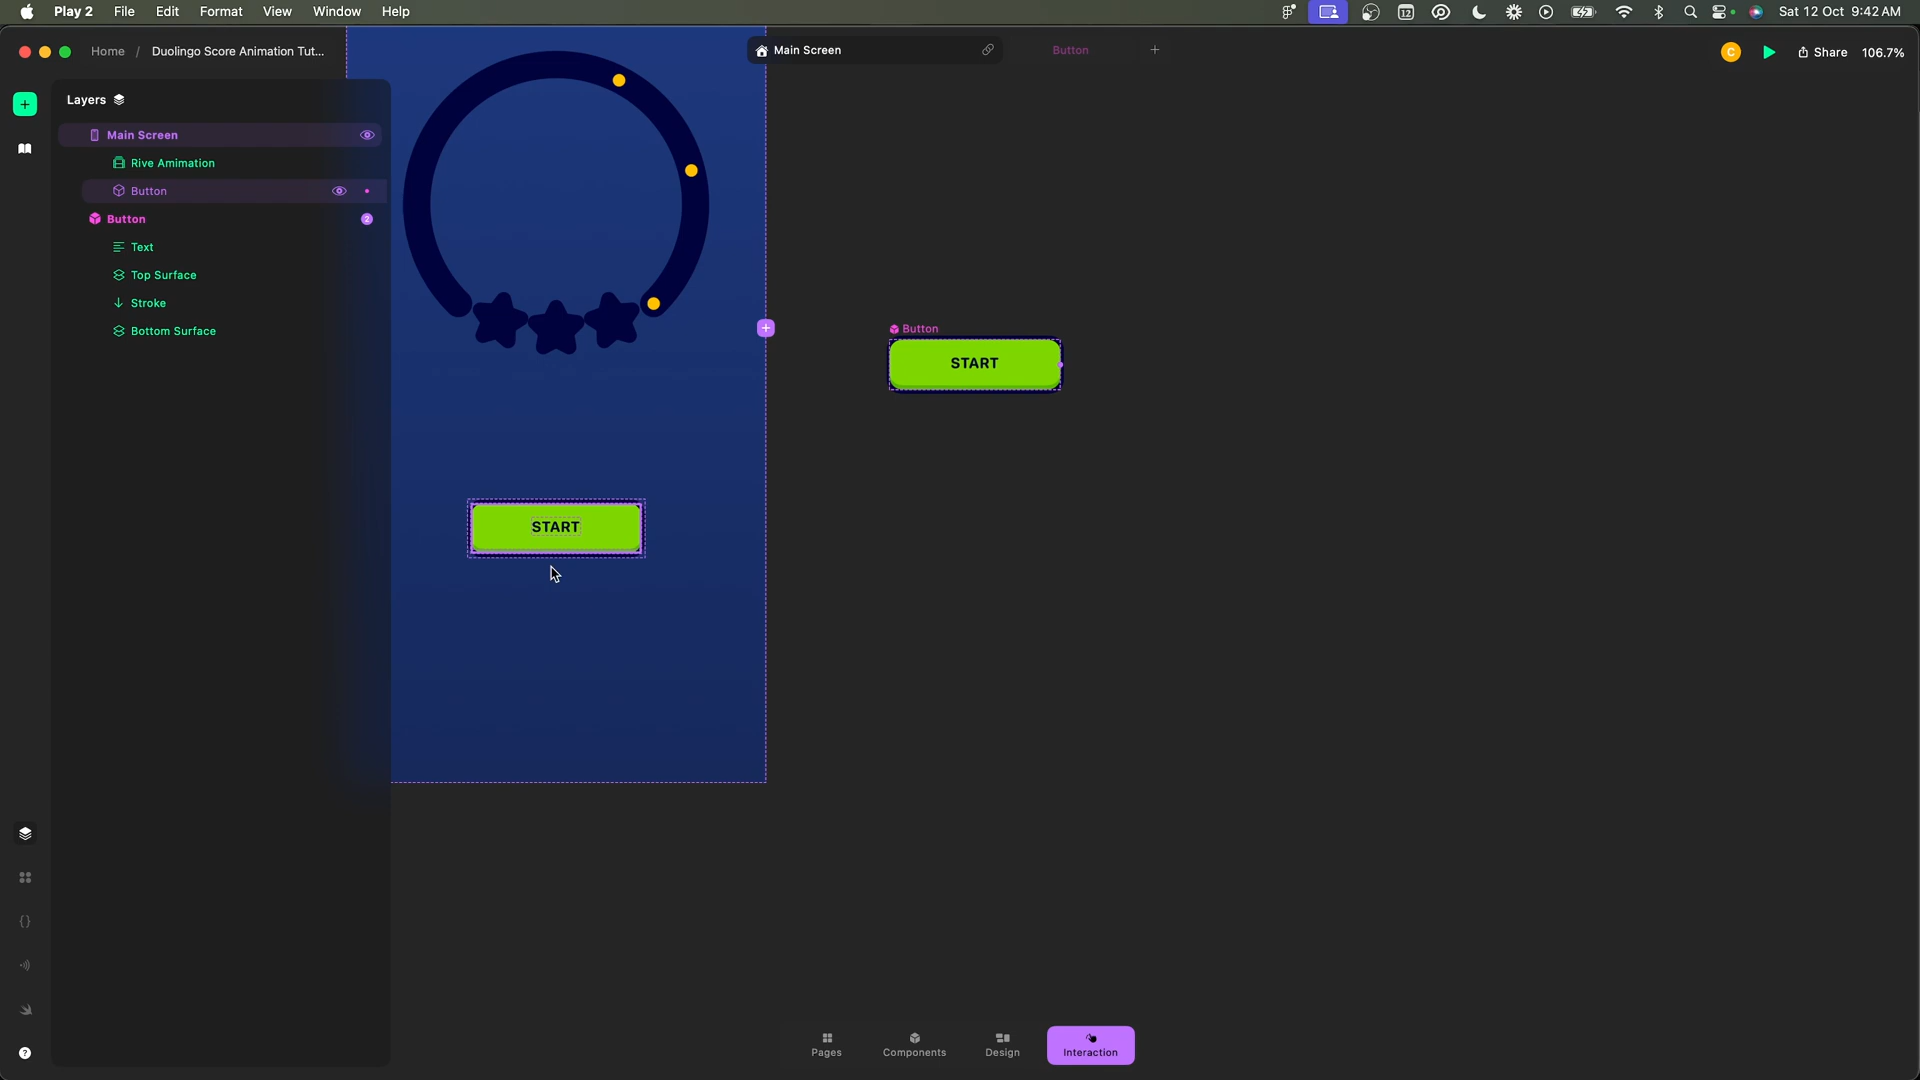 Play 2 File Edit Format View Window Help
12
Sat 12 Oct 9:42 AM
Home / Duolingo Score Animation Tut...
Main Screen
Button
C
Share 106.7%
Layers
Main Screen
Rive Amimation
Button
Button
2
Text
Top Surface
Stroke
Bottom Surface
Button
START
START
Pages
Components
Design
Interaction